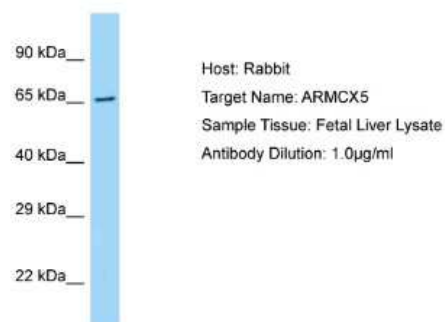 90 kDa
65 kDa
40 kDa
29 kDa
22 kDa
Host: Rabbit
Target Name: ARMCX5
Sample Tissue: Fetal Liver Lysate
Antibody Dilution: 1.0µg/ml